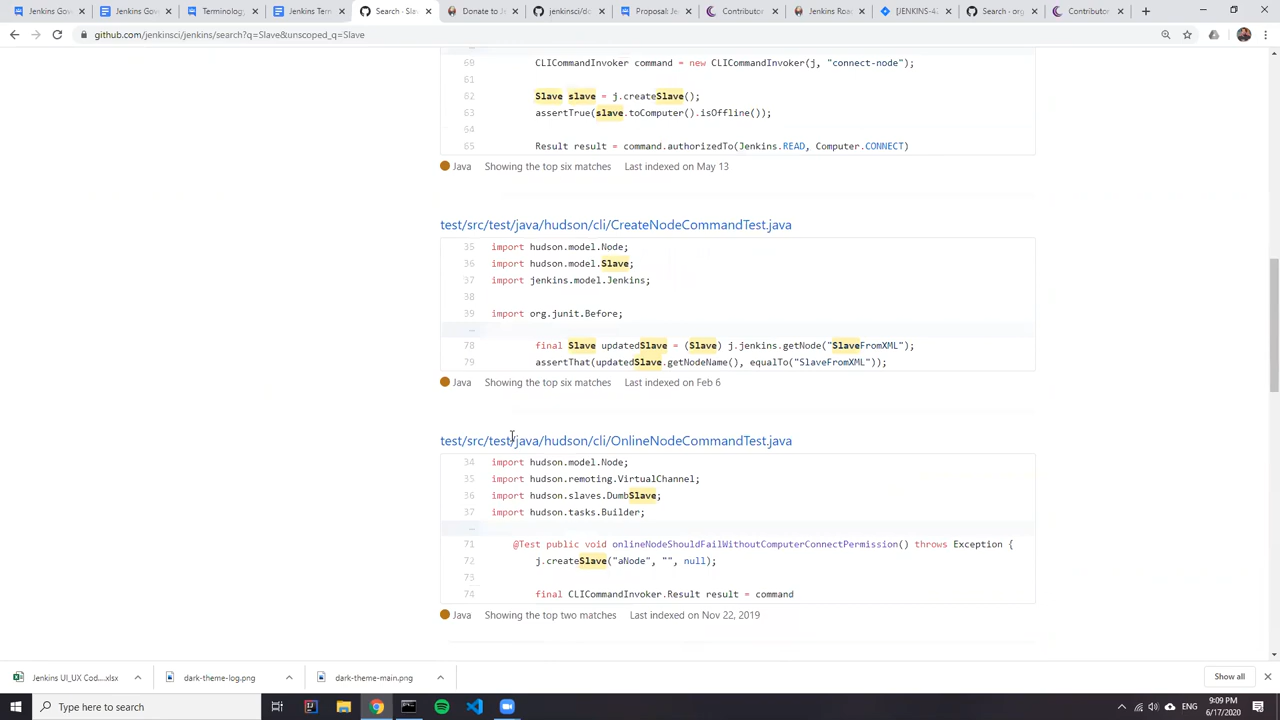 Jenkins Gov
Jenkins Gov
Terminology
Jenkins Tern
Search · Sla
Donate to J
jenkinsci/dc
Proposal: Je
Contributor
Jenkins Roa
[JENKINS-4
Search · org
Contributor
github.com/jenkinsci/jenkins/search?q=Slave&unscoped_q=Slave
60 CLICommandInvoker command = new CLICommandInvoker(j, "connect-node");
61
62 Slave slave = j.createSlave();
63 assertTrue(slave.toComputer().isOffline());
64
65 Result result = command.authorizedTo(Jenkins.READ, Computer.CONNECT)
Java Showing the top six matches Last indexed on May 13
test/src/test/java/hudson/cli/CreateNodeCommandTest.java
35 import hudson.model.Node;
36 import hudson.model.Slave;
37 import jenkins.model.Jenkins;
38
39 import org.junit.Before;
78 final Slave updatedSlave = (Slave) j.jenkins.getNode("SlaveFromXML");
79 assertThat(updatedSlave.getNodeName(), equalTo("SlaveFromXML"));
Java Showing the top six matches Last indexed on Feb 6
test/src/test/java/hudson/cli/OnlineNodeCommandTest.java
34 import hudson.model.Node;
35 import hudson.remoting.VirtualChannel;
36 import hudson.slaves.DumbSlave;
37 import hudson.tasks.Builder;
71 @Test public void onlineNodeShouldFailWithoutComputerConnectPermission() throws Exception {
72 j.createSlave("aNode", "", null);
73
74 final CLICommandInvoker.Result result = command
Java Showing the top two matches Last indexed on Nov 22, 2019
Jenkins UI_UX Cod....xlsx
dark-theme-log.png
dark-theme-main.png
Show all
Type here to search
ENG
9:09 PM
6/17/2020